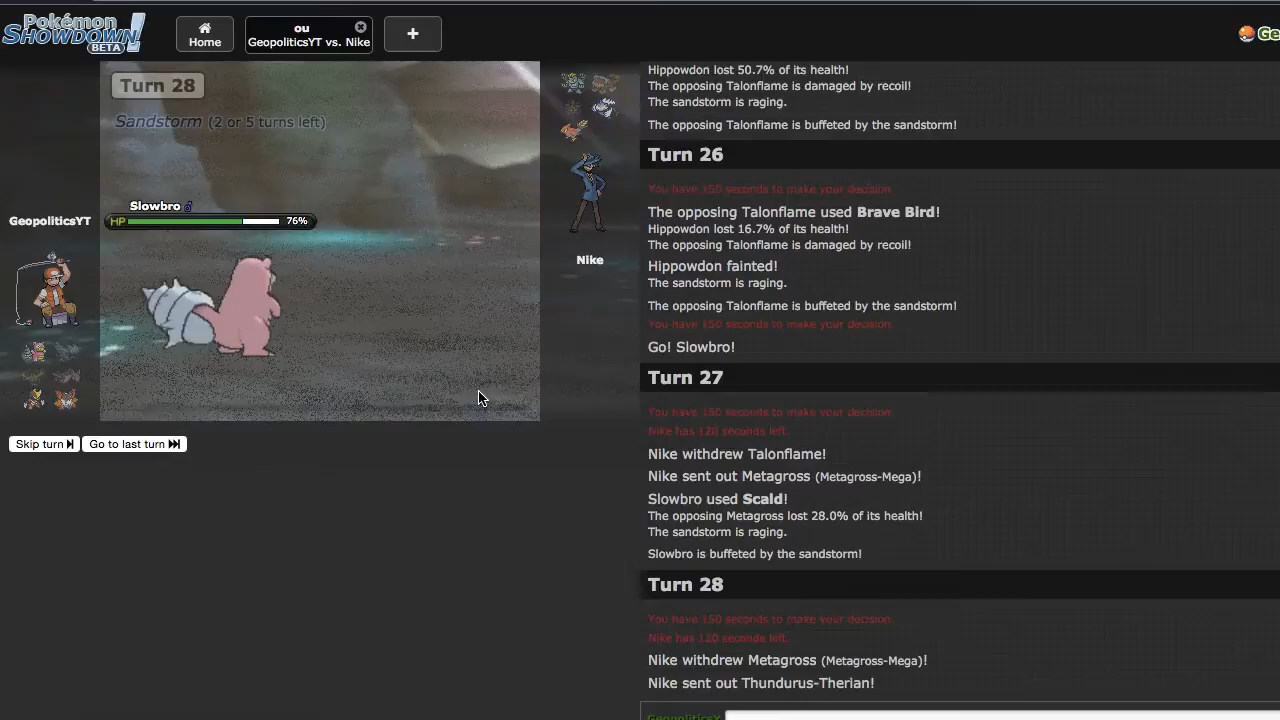 Pokémon
SHOWDOWN!
BETA
Home
ou
GeopoliticsYT vs. Nike
+
Ge
Turn 28
Sandstorm (2 or 5 turns left)
Slowbro
HP
76%
GeopoliticsYT
Nike
Skip turn
Go to last turn
Hippowdon lost 50.7% of its health!
The opposing Talonflame is damaged by recoil!
The sandstorm is raging.
The opposing Talonflame is buffeted by the sandstorm!
Turn 26
You have 150 seconds to make your decision.
The opposing Talonflame used Brave Bird!
Hippowdon lost 16.7% of its health!
The opposing Talonflame is damaged by recoil!
Hippowdon fainted!
The sandstorm is raging.
The opposing Talonflame is buffeted by the sandstorm!
You have 150 seconds to make your decision.
Go! Slowbro!
Turn 27
You have 150 seconds to make your decision.
Nike has 120 seconds left.
Nike withdrew Talonflame!
Nike sent out Metagross (Metagross-Mega)!
Slowbro used Scald!
The opposing Metagross lost 28.0% of its health!
The sandstorm is raging.
Slowbro is buffeted by the sandstorm!
Turn 28
You have 150 seconds to make your decision.
Nike has 120 seconds left.
Nike withdrew Metagross (Metagross-Mega)!
Nike sent out Thundurus-Therian!
GeopoliticsY